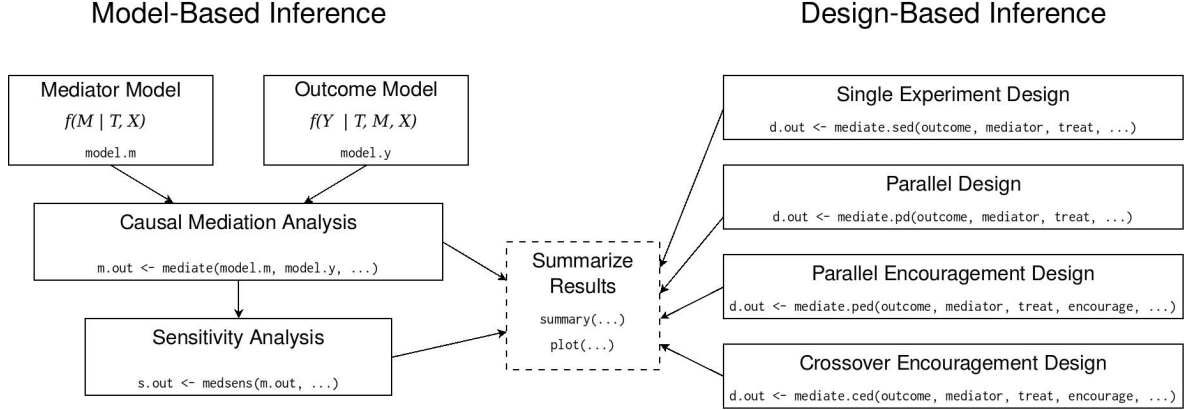 Model-Based Inference
Mediator Model
f(M | T, X)
model.m
Outcome Model
f(Y | T, M, X)
model.y
Causal Mediation Analysis
m.out <- mediate(model.m, model.y, ...)
Sensitivity Analysis
s.out <- medsens(m.out, ...)
Summarize
Results
summary(...)
plot(...)
Design-Based Inference
Single Experiment Design
d.out <- mediate.sed(outcome, mediator, treat, ...)
Parallel Design
d.out <- mediate.pd(outcome, mediator, treat, ...)
Parallel Encouragement Design
d.out <- mediate.ped(outcome, mediator, treat, encourage, ...)
Crossover Encouragement Design
d.out <- mediate.ced(outcome, mediator, treat, encourage, ...)